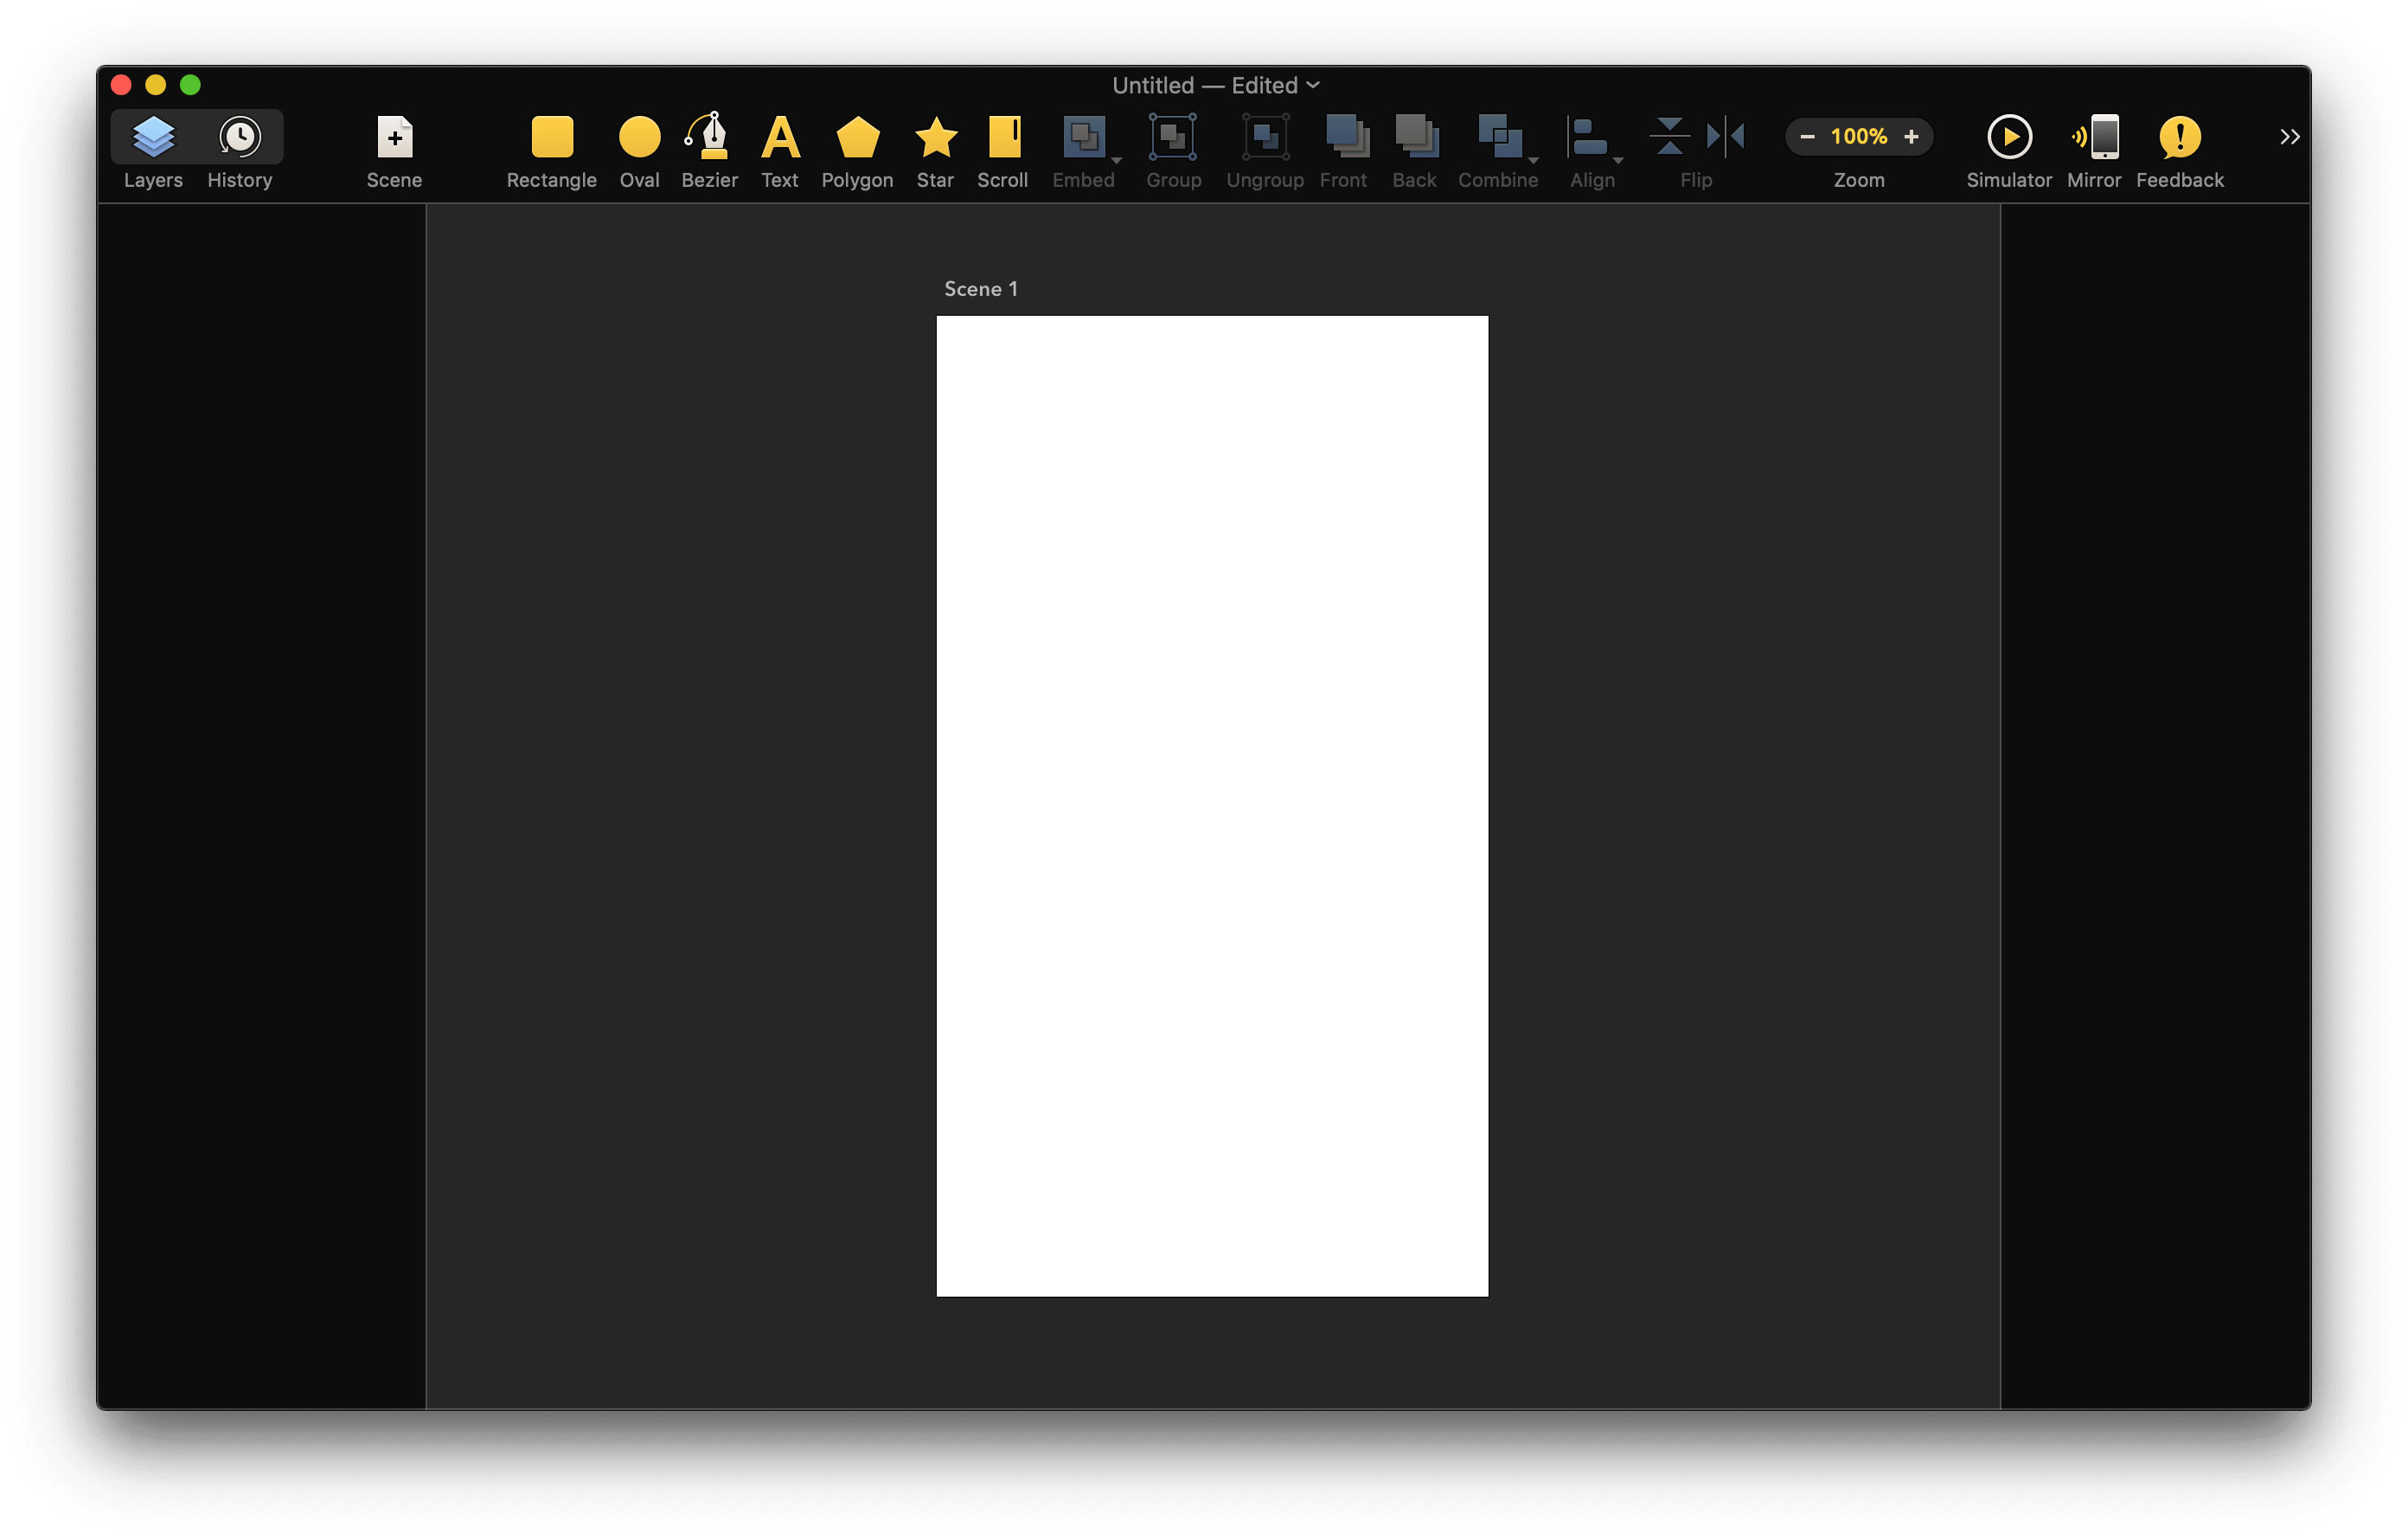 Untitled — Edited
Layers History Scene Rectangle Oval Bezier Text Polygon Star Scroll Embed Group Ungroup Front Back Combine Align Flip 100% Zoom Simulator Mirror Feedback
Scene 1